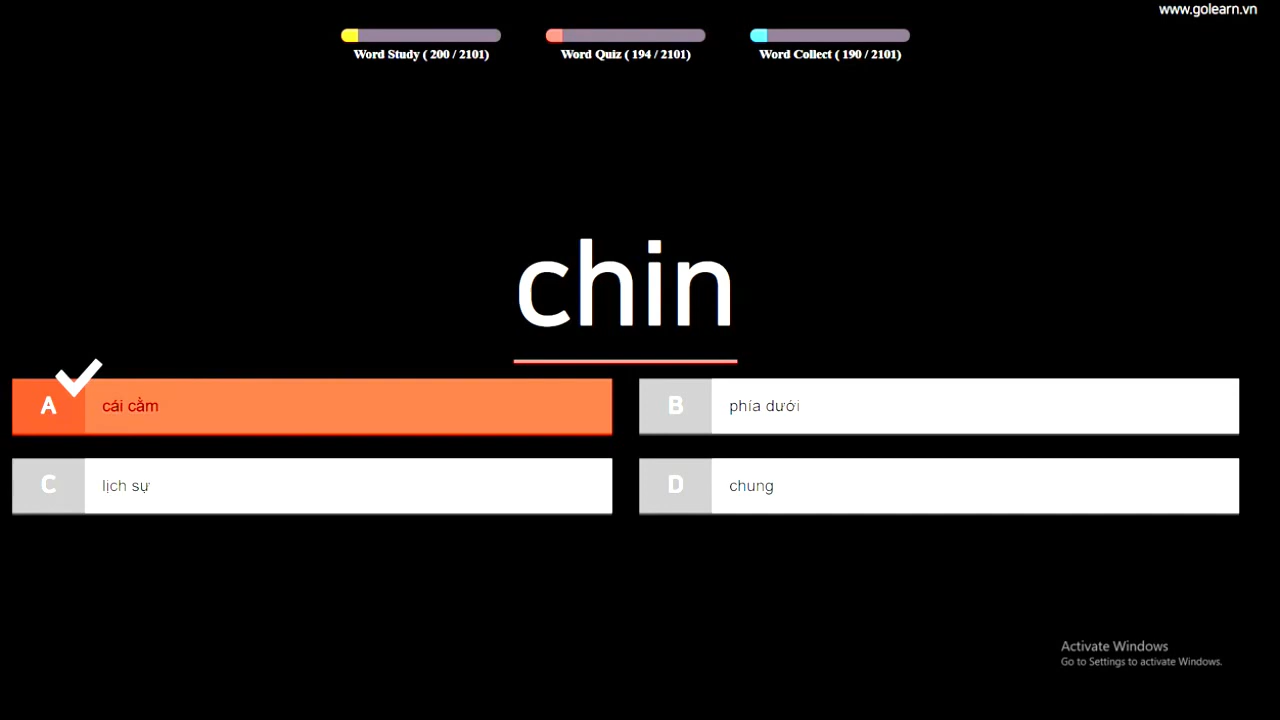 www.golearn.vn
Word Study ( 200 / 2101)
Word Quiz ( 194 / 2101)
Word Collect ( 190 / 2101)
chin
A cái cằm
B phía dưới
C lịch sự
D chung
Activate Windows
Go to Settings to activate Windows.